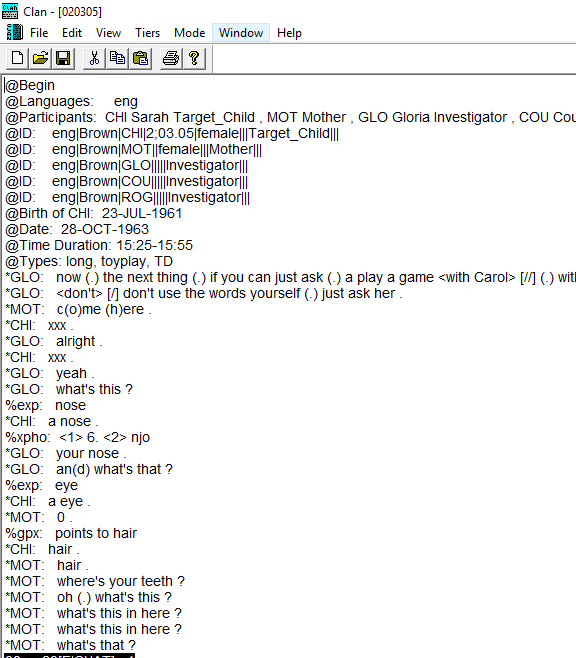 Clan - [020305]
File Edit View Tiers Mode Window Help
@Begin
@Languages: eng
@Participants: CHI Sarah Target_Child , MOT Mother , GLO Gloria Investigator , COU
@ID: eng|Brown|CHI|2;03.05|female|||Target_Child|||
@ID: eng|Brown|MOT||female|||Mother|||
@ID: eng|Brown|GLO|||||Investigator|||
@ID: eng|Brown|COU|||||Investigator|||
@ID: eng|Brown|ROG|||||Investigator|||
@Birth of CHI: 23-JUL-1961
@Date: 28-OCT-1963
@Time Duration: 15:25-15:55
@Types: long, toyplay, TD
*GLO: now (.) the next thing (.) if you can just ask (.) a play a game <with Carol> [//] (.)
*GLO: <don't> [/] don't use the words yourself (.) just ask her .
*MOT: c(o)me (h)ere .
*CHI: xxx .
*GLO: alright .
*CHI: xxx .
*GLO: yeah .
*GLO: what's this ?
%exp: nose
*CHI: a nose .
%xpho: <1> 6. <2> njo
*GLO: your nose .
*GLO: an(d) what's that ?
%exp: eye
*CHI: a eye .
*MOT: 0 .
%gpx: points to hair
*CHI: hair .
*MOT: hair .
*MOT: where's your teeth ?
*MOT: oh (.) what's this ?
*MOT: what's this in here ?
*MOT: what's this in here ?
*MOT: what's that ?